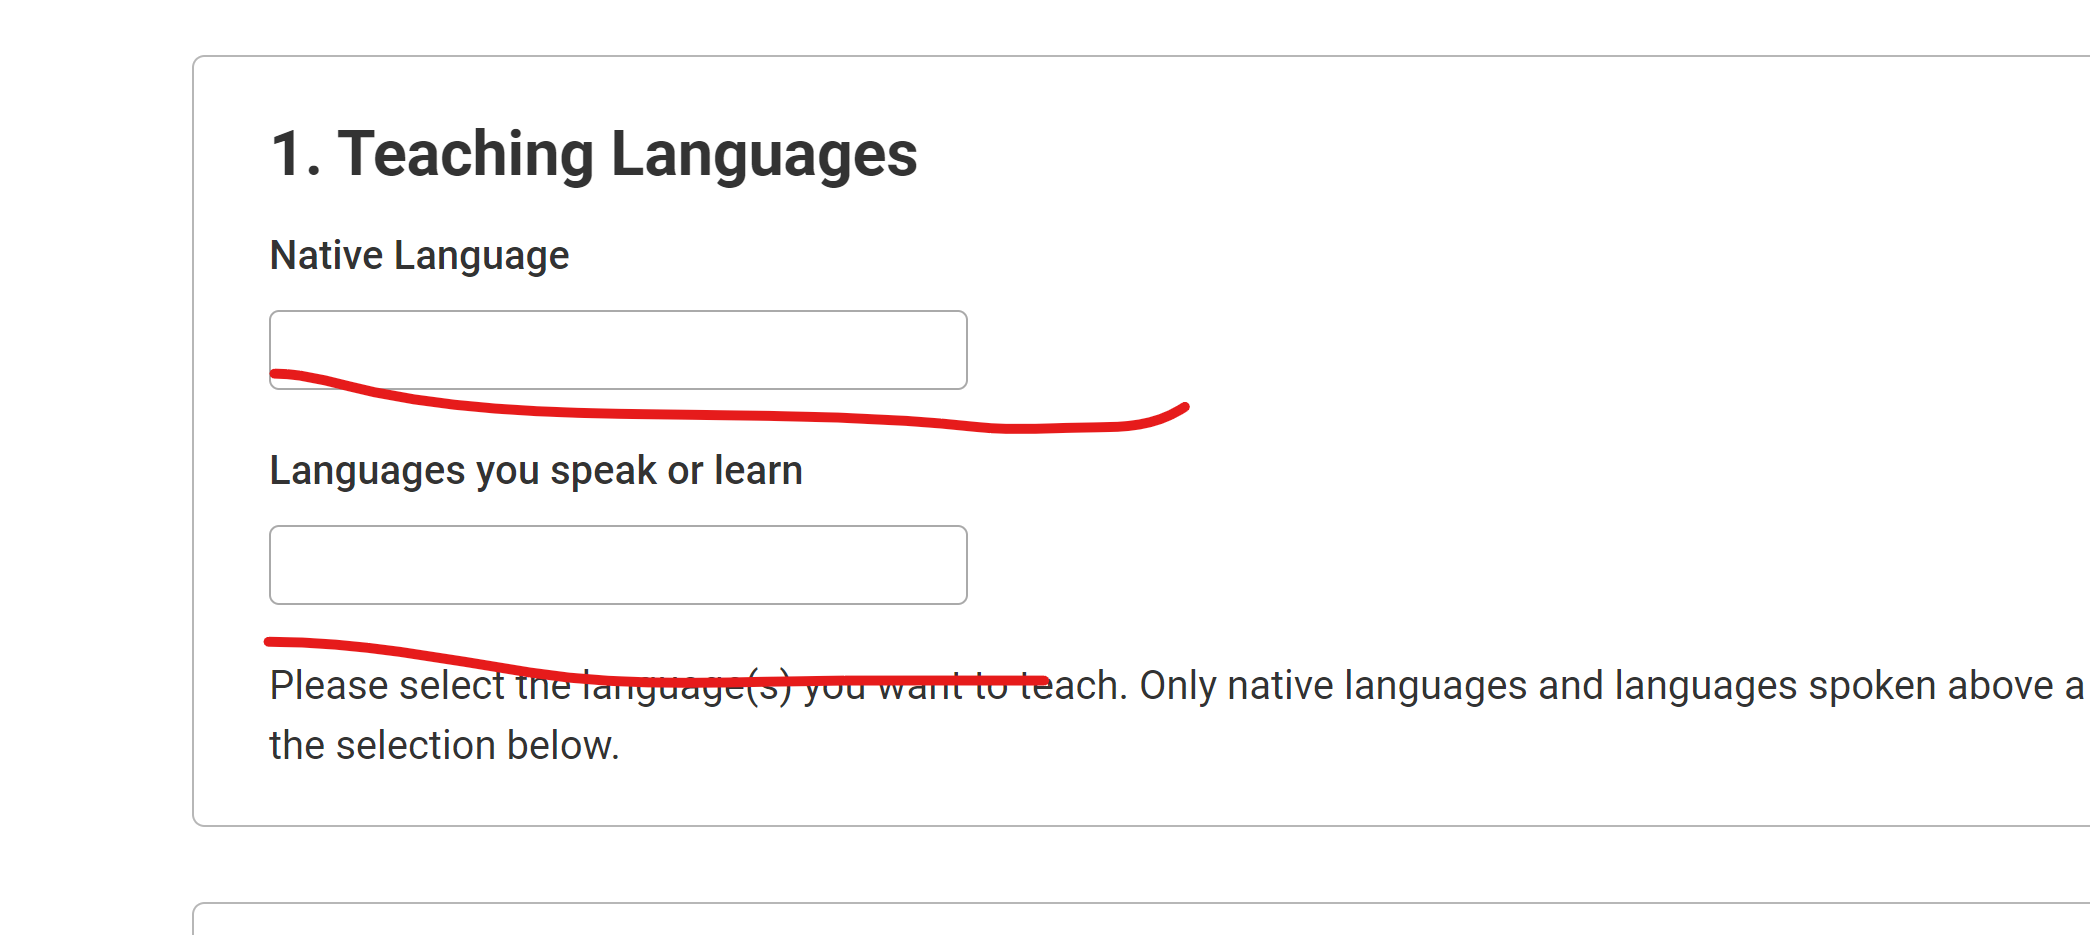 1. Teaching Languages
Native Language
Languages you speak or learn
Please select the language(s) you want to teach. Only native languages and languages spoken above a
the selection below.